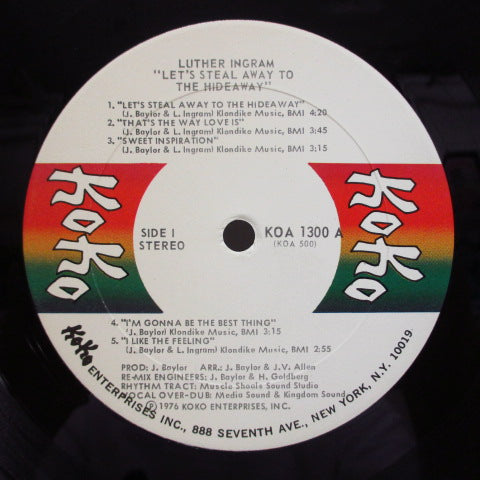 LUTHER INGRAM
"LET'S STEAL AWAY TO
THE HIDEAWAY"
1. "LET'S STEAL AWAY TO THE HIDEAWAY"
(J. Baylor & L. Ingram) Klondike Music, BMI 4:20
2. "THAT'S THE WAY LOVE IS"
(J. Baylor & L. Ingram) Klondike Music, BMI 3:45
3. "SWEET INSPIRATION"
(J. Baylor & L. Ingram) Klondike Music, BMI 3:15
KoKo
KoKo
SIDE I
STEREO
KOA 1300 A
(KOA 500)
4. "I'M GONNA BE THE BEST THING"
(J. Baylor) Klondike Music, BMI 3:15
5. "I LIKE THE FEELING"
(J. Baylor & L. Ingram) Klondike Music, BMI 2:55
PROD: J. Baylor ARR.: J. Baylor & J.V. Allen
RE-MIX ENGINEERS: J. Baylor & H. Goldberg
RHYTHM TRACT: Muscle Shoals Sound Studio
VOCAL OVER-DUB: Media Sound & Kingdom Sound
℗ 1976 KOKO ENTERPRISES, INC.
KoKo ENTERPRISES INC., 888 SEVENTH AVE., NEW YORK, N.Y. 10019